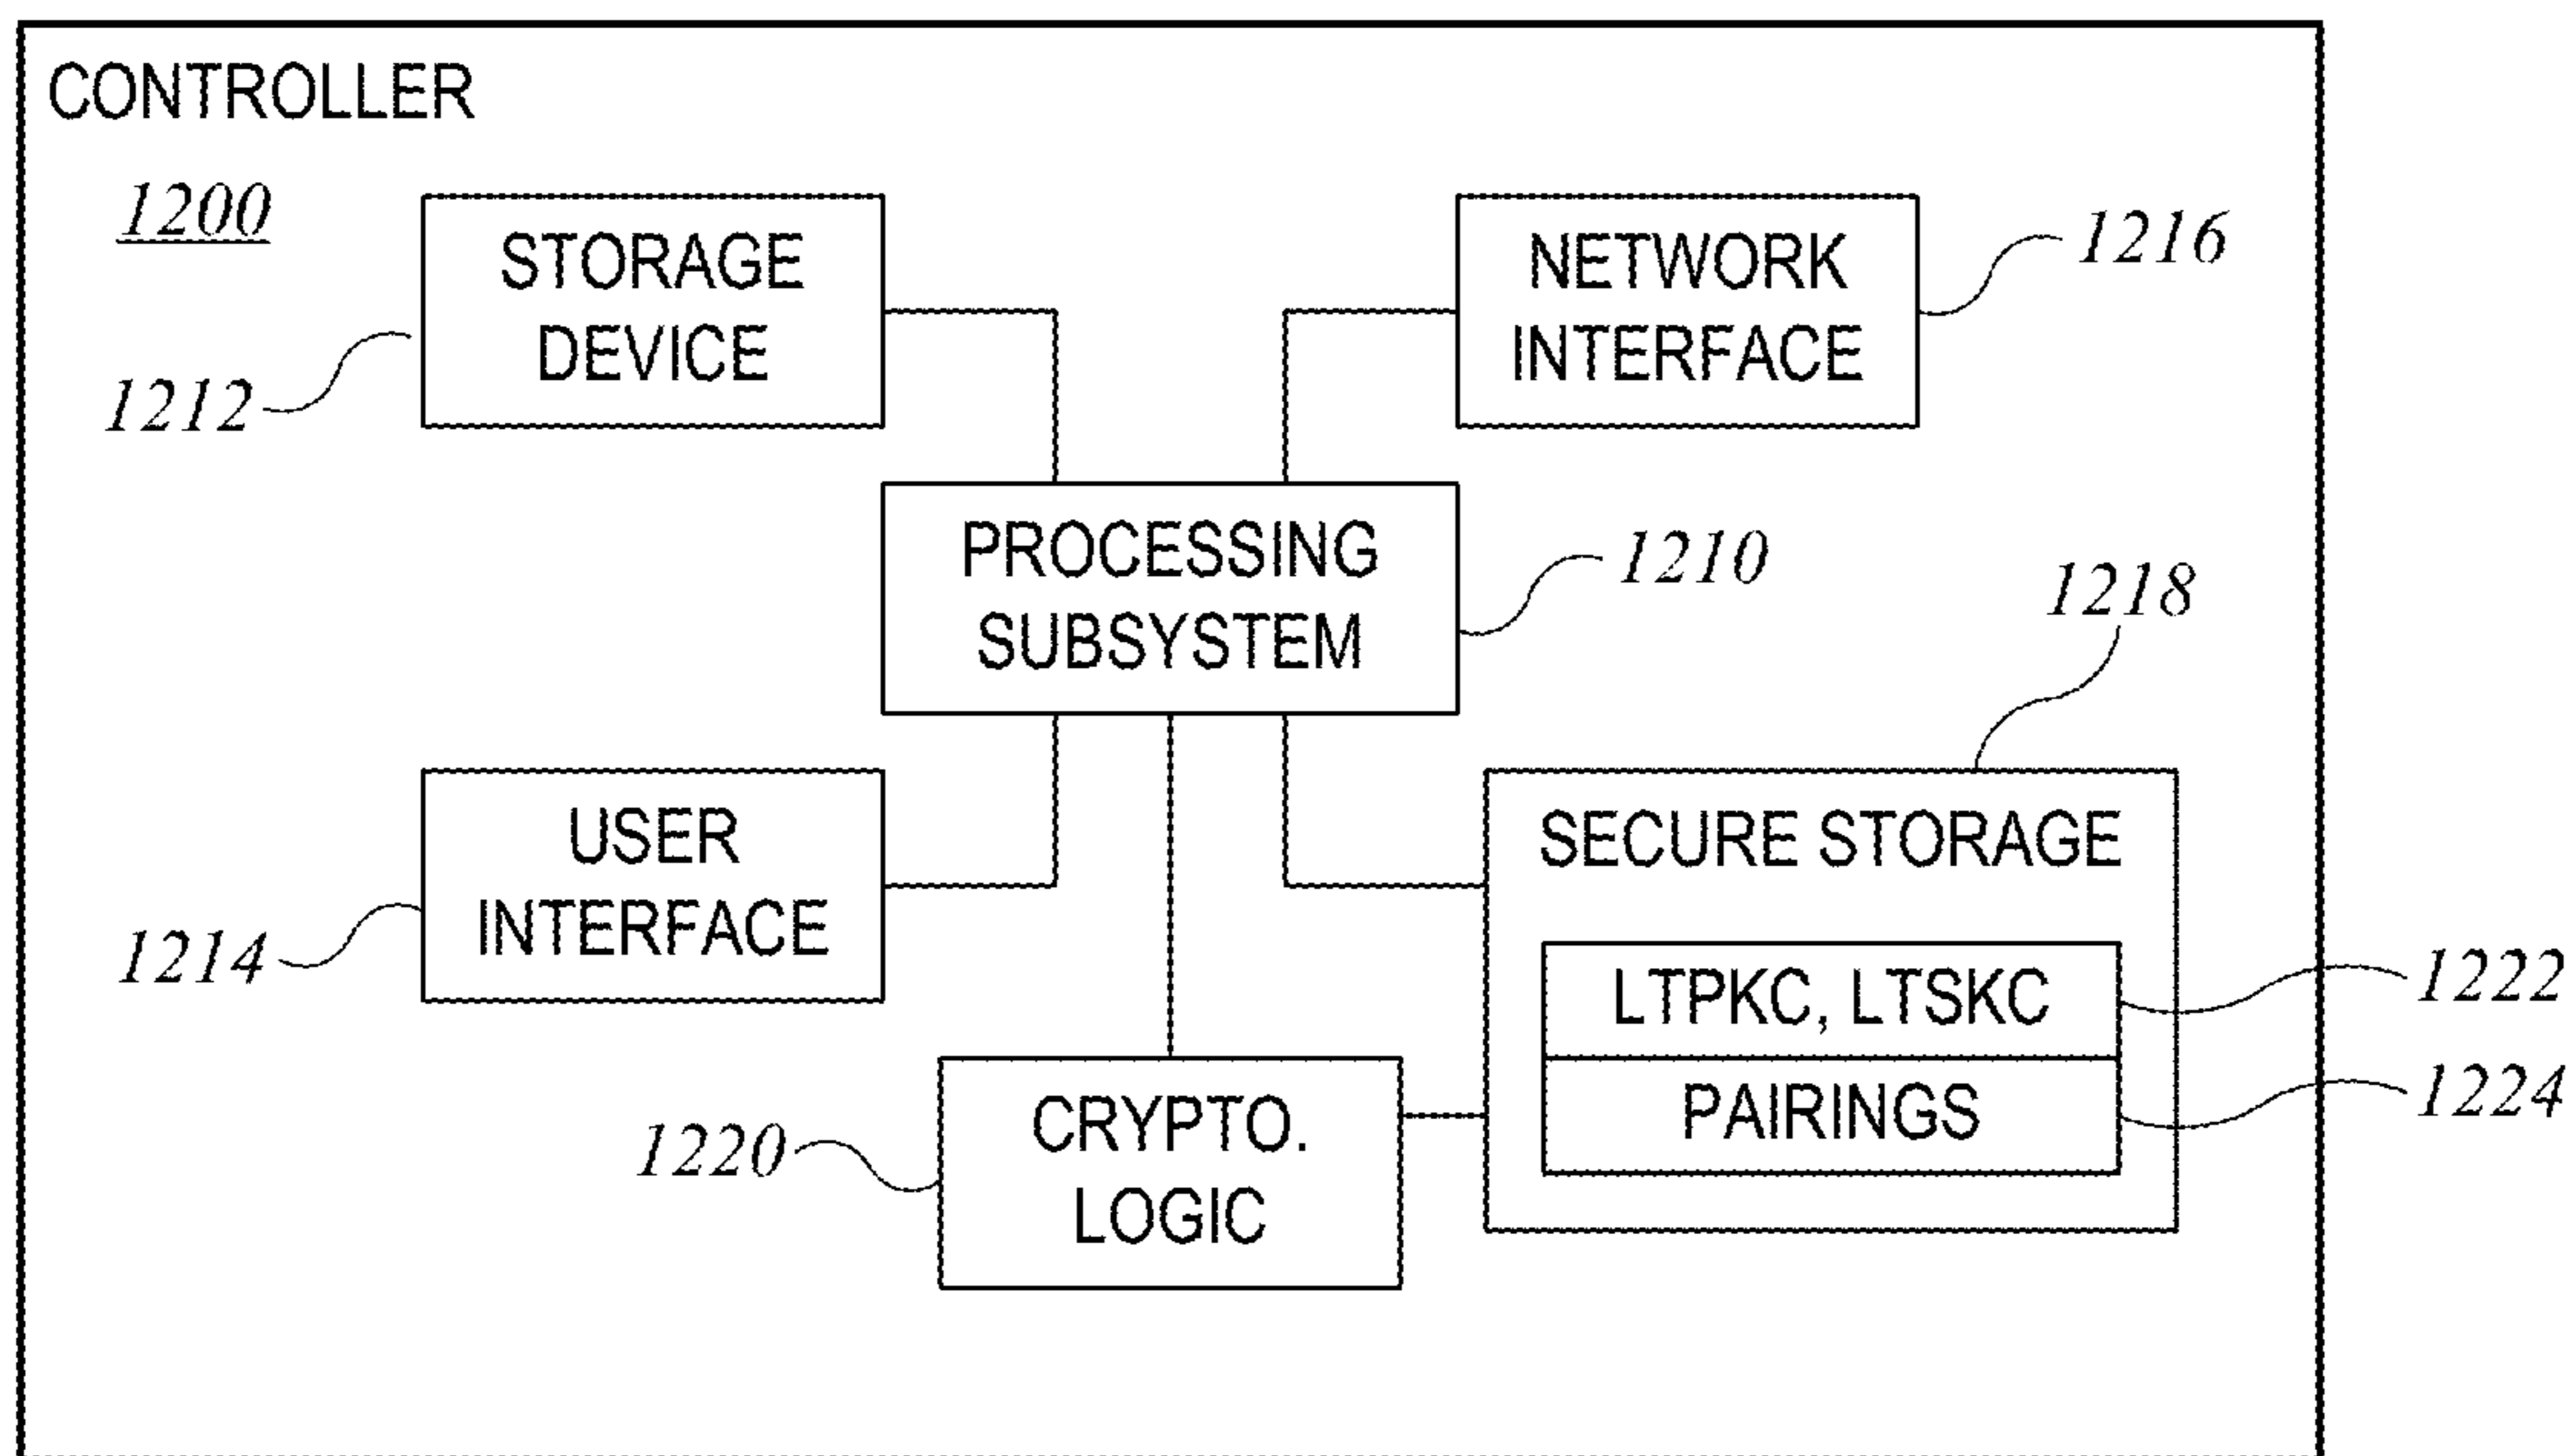 CONTROLLER
1200
STORAGE
DEVICE
1212
NETWORK
INTERFACE
1216
PROCESSING
SUBSYSTEM
1210
1218
USER
INTERFACE
1214
SECURE STORAGE
LTPKC, LTSKC
1222
PAIRINGS
1224
CRYPTO.
LOGIC
1220